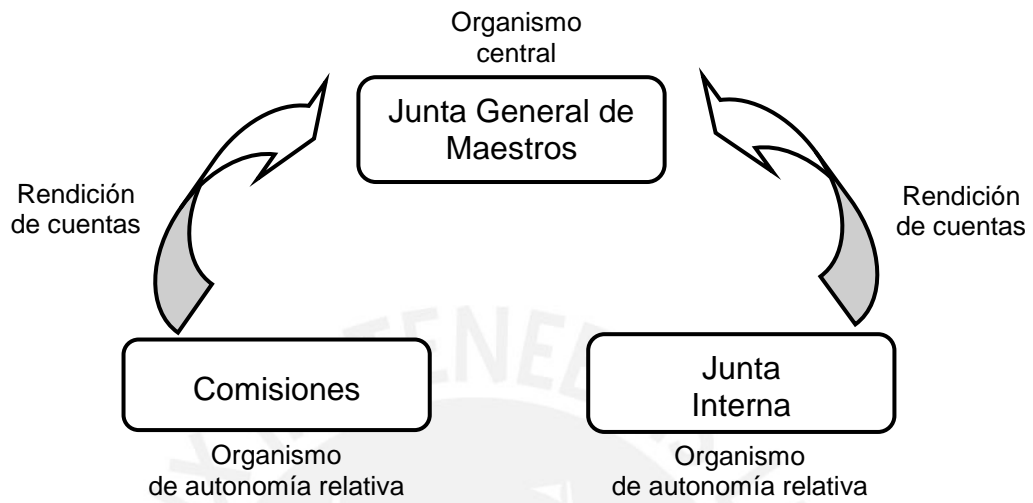 Organismo
central
Junta General de
Maestros
Rendición
de cuentas
Rendición
de cuentas
Comisiones
Junta
Interna
Organismo
de autonomía relativa
Organismo
de autonomía relativa